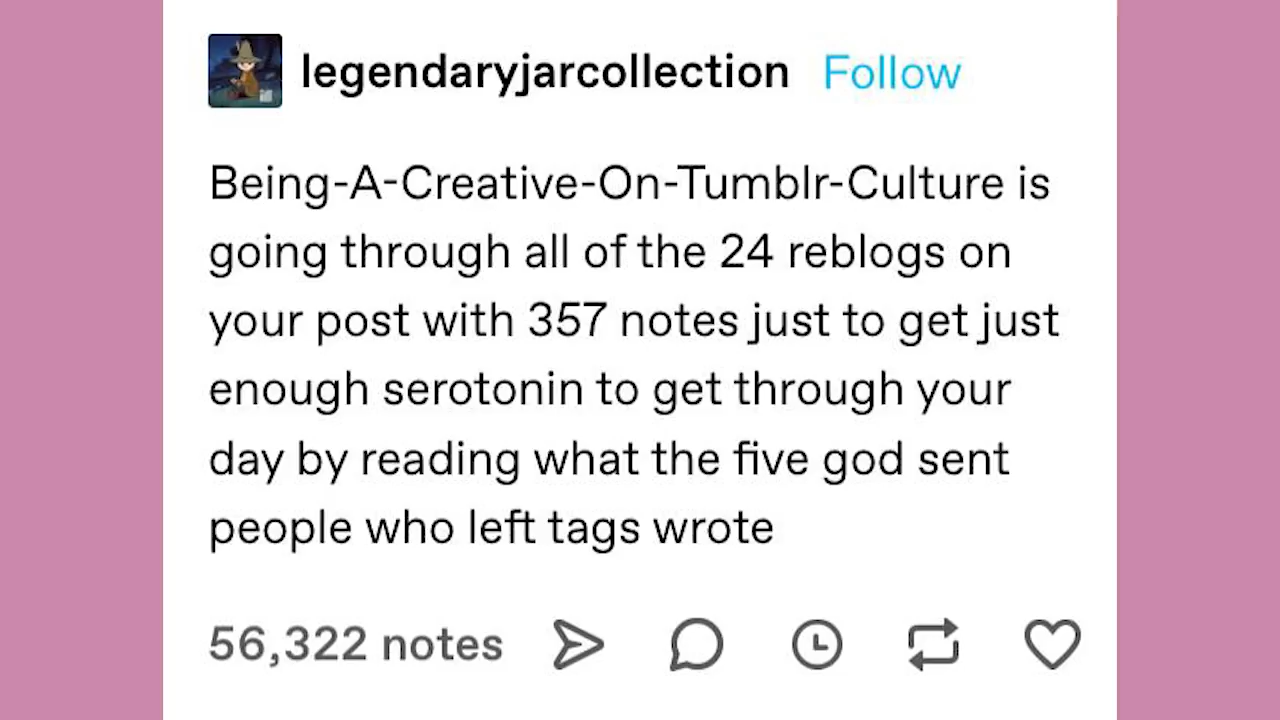 legendaryjarcollection Follow
Being-A-Creative-On-Tumblr-Culture is
going through all of the 24 reblogs on
your post with 357 notes just to get just
enough serotonin to get through your
day by reading what the five god sent
people who left tags wrote
56,322 notes